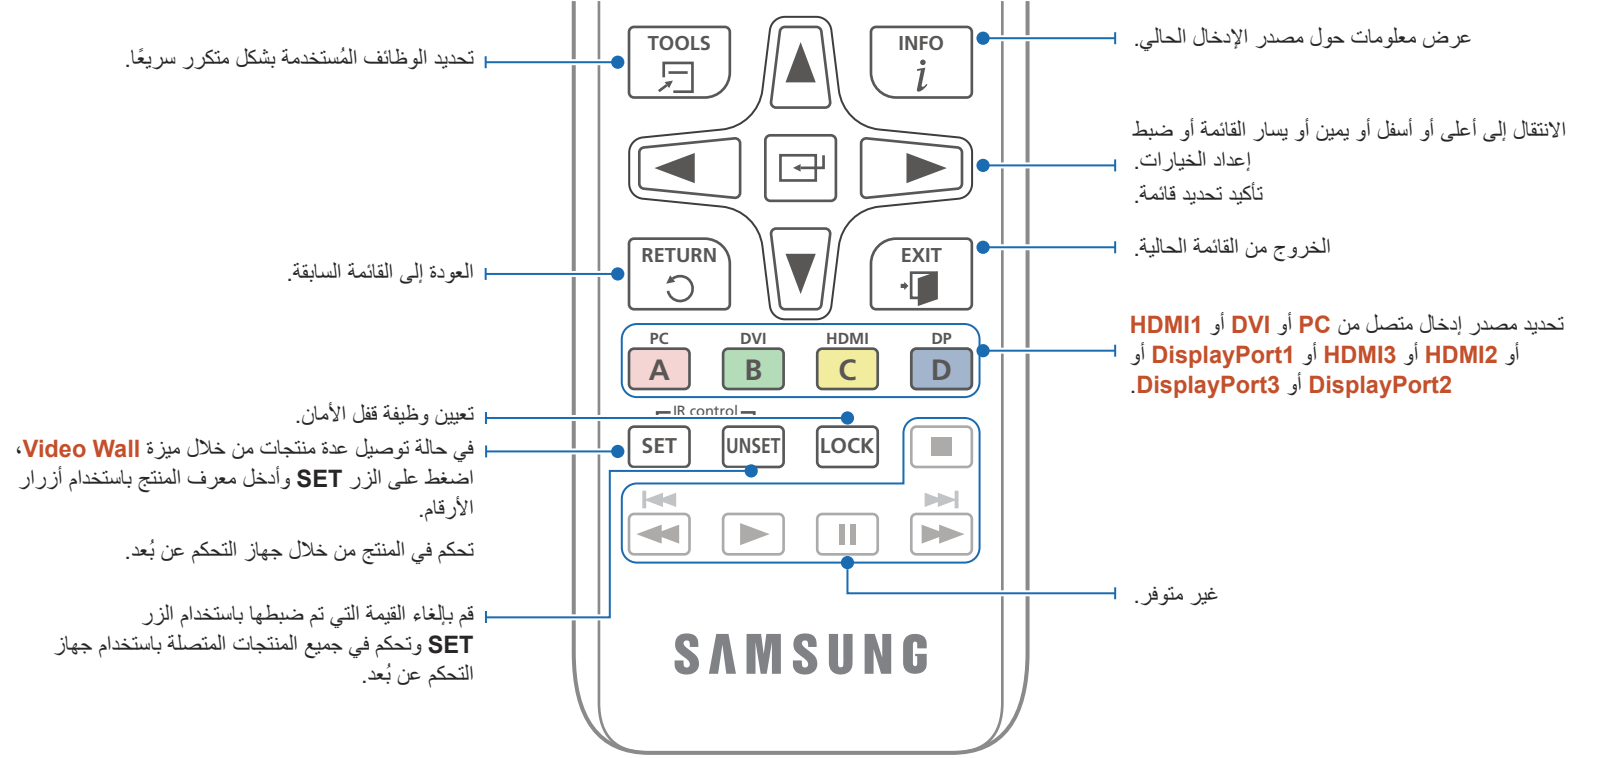 TOOLS
INFO
i
عرض معلومات حول مصدر الإدخال الحالي.
تحديد الوظائف المُستخدمة بشكل متكرر سريعًا.
الانتقال إلى أعلى أو أسفل أو يمين أو يسار القائمة أو ضبط
إعداد الخيارات.
تأكيد تحديد قائمة.
RETURN
EXIT
الخروج من القائمة الحالية.
العودة إلى القائمة السابقة.
تحديد مصدر إدخال متصل من PC أو DVI أو HDMI1
أو HDMI2 أو HDMI3 أو DisplayPort1 أو
DisplayPort2 أو DisplayPort3.
PC DVI HDMI DP
A B C D
تعيين وظيفة قفل الأمان.
IR control
SET UNSET LOCK
في حالة توصيل عدة منتجات من خلال ميزة Video Wall،
اضغط على الزر SET وأدخل معرف المنتج باستخدام أزرار
الأرقام.
تحكم في المنتج من خلال جهاز التحكم عن بُعد.
غير متوفر.
قم بإلغاء القيمة التي تم ضبطها باستخدام الزر
SET وتحكم في جميع المنتجات المتصلة باستخدام جهاز
التحكم عن بُعد.
SAMSUNG